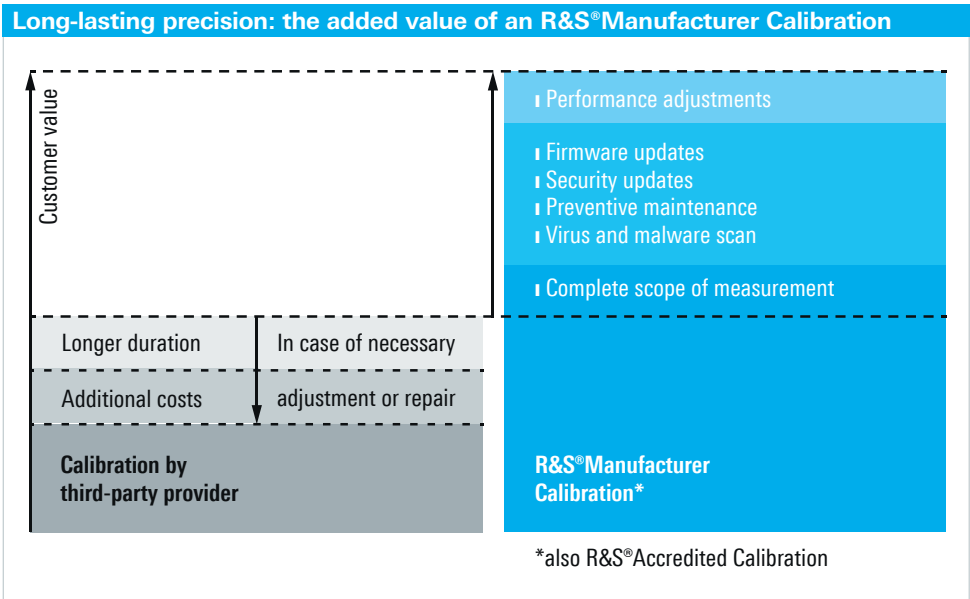 Long-lasting precision: the added value of an R&S®Manufacturer Calibration
Customer value
Longer duration
In case of necessary
Additional costs
adjustment or repair
Calibration by
third-party provider
Performance adjustments
Firmware updates
Security updates
Preventive maintenance
Virus and malware scan
Complete scope of measurement
R&S®Manufacturer
Calibration*
*also R&S®Accredited Calibration